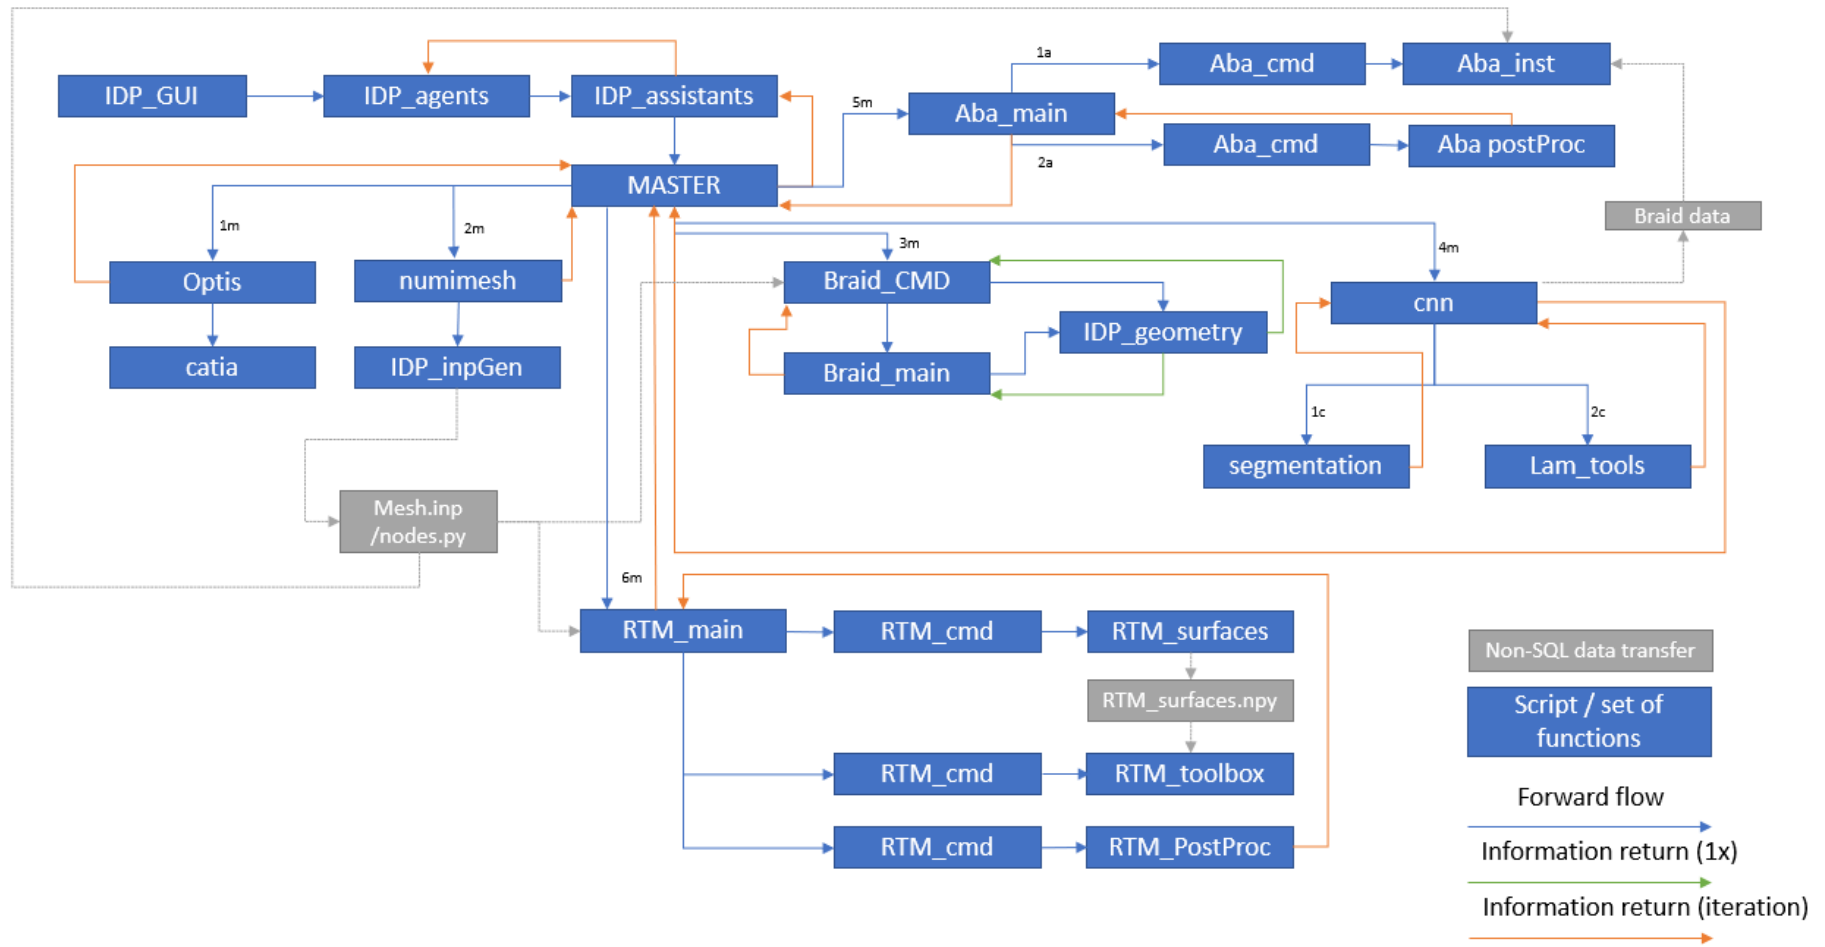 IDP_GUI
IDP_agents
IDP_assistants
1a
Aba_cmd
Aba_inst
5m
Aba_main
2a
Aba_cmd
Aba postProc
MASTER
Braid data
1m
2m
3m
4m
Optis
numimesh
Braid_CMD
cnn
IDP_geometry
catia
IDP_inpGen
Braid_main
1c
2c
segmentation
Lam_tools
Mesh.inp
/nodes.py
6m
RTM_main
RTM_cmd
RTM_surfaces
RTM_surfaces.npy
RTM_cmd
RTM_toolbox
RTM_cmd
RTM_PostProc
Non-SQL data transfer
Script / set of
functions
Forward flow
Information return (1x)
Information return (iteration)